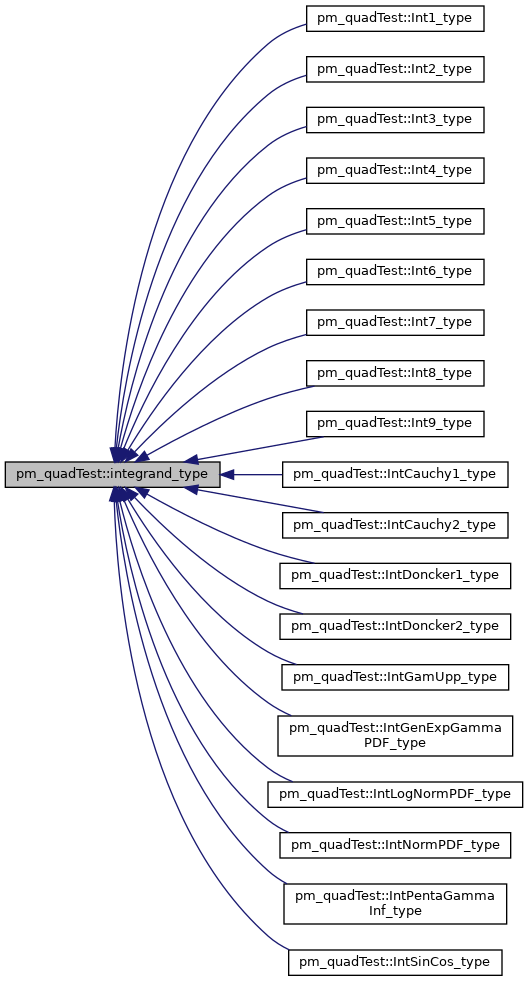 pm_quadTest::Int1_type
pm_quadTest::Int2_type
pm_quadTest::Int3_type
pm_quadTest::Int4_type
pm_quadTest::Int5_type
pm_quadTest::Int6_type
pm_quadTest::Int7_type
pm_quadTest::Int8_type
pm_quadTest::Int9_type
pm_quadTest::integrand_type
pm_quadTest::IntCauchy1_type
pm_quadTest::IntCauchy2_type
pm_quadTest::IntDoncker1_type
pm_quadTest::IntDoncker2_type
pm_quadTest::IntGamUpp_type
pm_quadTest::IntGenExpGamma
PDF_type
pm_quadTest::IntLogNormPDF_type
pm_quadTest::IntNormPDF_type
pm_quadTest::IntPentaGamma
Inf_type
pm_quadTest::IntSinCos_type